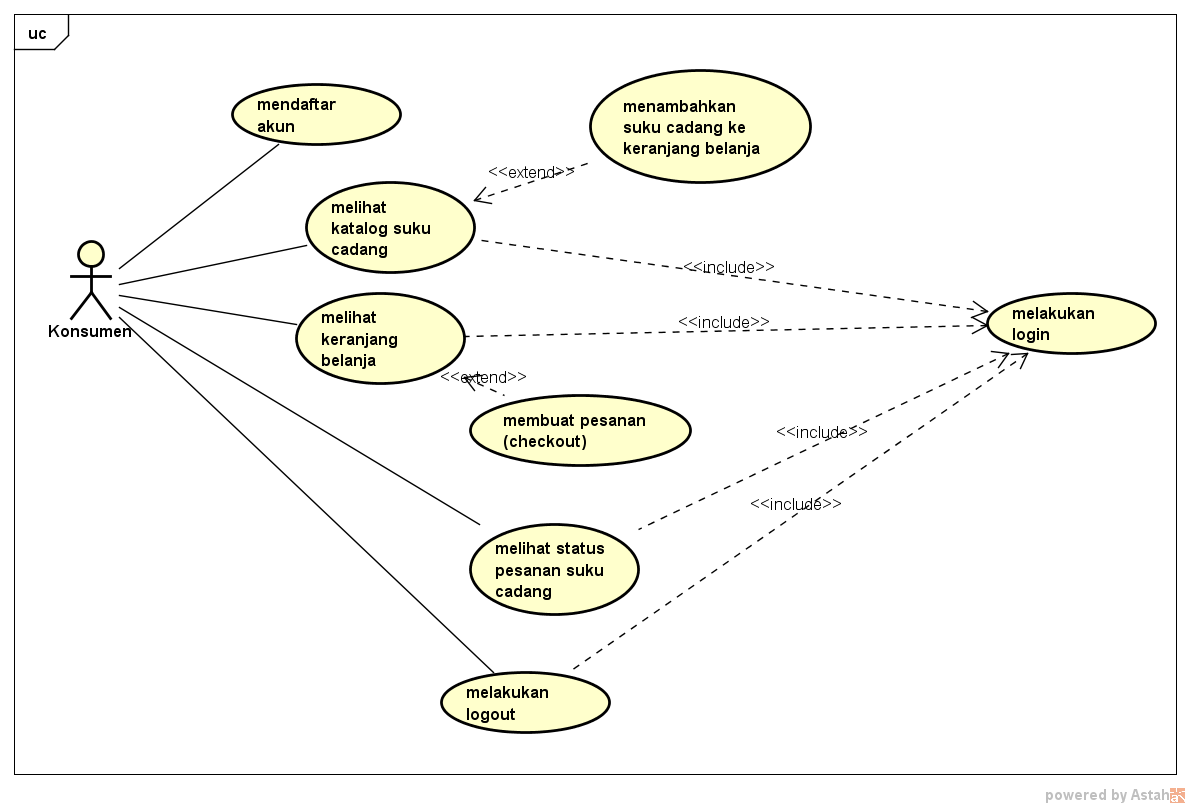 uc
mendaftar
akun
menambahkan
suku cadang ke
keranjang belanja
<<extend>>
melihat
katalog suku
cadang
<<include>>
Konsumen
melihat
keranjang
belanja
<<include>>
melakukan
login
<<extend>>
membuat pesanan
(checkout)
<<include>>
<<include>>
melihat status
pesanan suku
cadang
melakukan
logout
powered by Astah